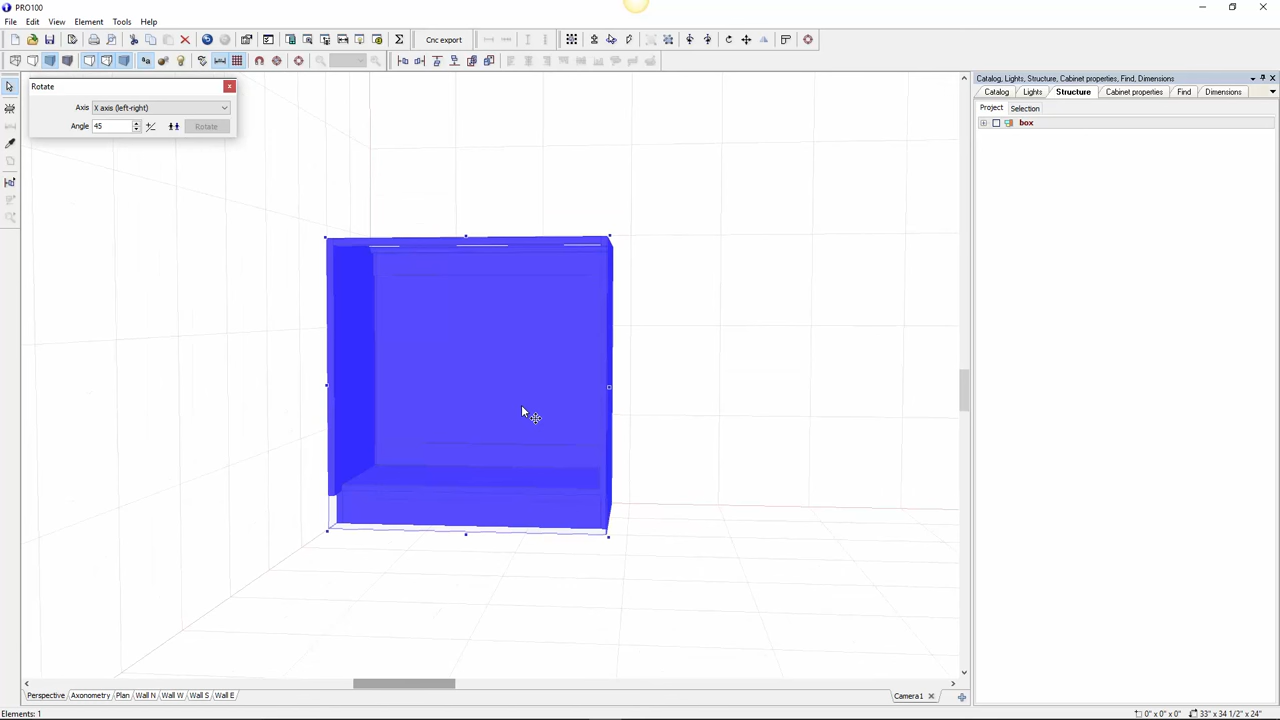 PRO100
File Edit View Element Tools Help
Cnc export
Rotate
Axis X axis (left-right)
Angle 45 Rotate
Catalog, Lights, Structure, Cabinet properties, Find, Dimensions
Catalog Lights Structure Cabinet properties Find Dimensions
Project Selection
box
Perspective Axonometry Plan Wall N Wall W Wall S Wall E Camera1
Elements: 1 0" x 0" x 0" 33" x 34 1/2" x 24"